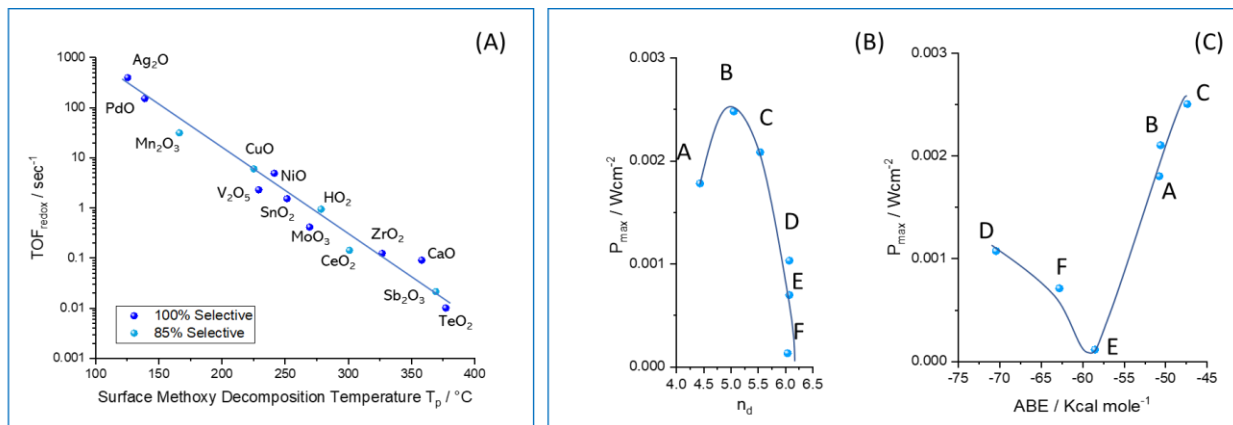 (A)
TOFredox / sec-1
1000
100
10
1
0.1
0.01
0.001
Ag2O
PdO
Mn2O3
CuO
NiO
V2O5
SnO2
HO2
MoO3
CeO2
ZrO2
CaO
Sb2O3
TeO2
100% Selective
85% Selective
100 150 200 250 300 350 400
Surface Methoxy Decomposition Temperature Tp / °C
(B)
Pmax / Wcm-2
0.003
0.002
0.001
0.000
A
B
C
D
E
F
4.0 4.5 5.0 5.5 6.0 6.5
nd
(C)
Pmax / Wcm-2
0.003
0.002
0.001
0.000
D
F
E
A
B
C
-75 -70 -65 -60 -55 -50 -45
ABE / Kcal mole-1